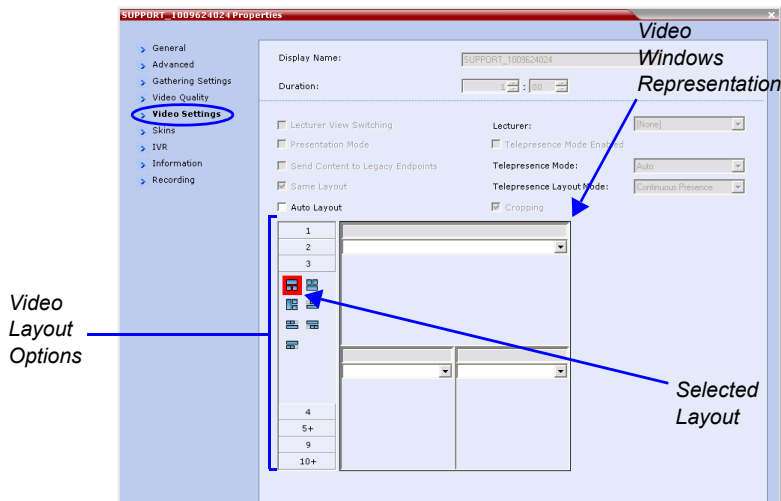 SUPPORT_1009624024 Properties
x
Video
Windows
Representation
General
Advanced
Gathering Settings
Video Quality
Video Settings
Skins
IVR
Information
Recording
Display Name:
SUPPORT_1009624024
Duration:
1 : 00
Lecturer View Switching
Lecturer:
[None]
Presentation Mode
Telepresence Mode Enabled
Send Content to Legacy Endpoints
Telepresence Mode:
Auto
Same Layout
Telepresence Layout Mode:
Continuous Presence
Auto Layout
Cropping
1
2
3
4
5+
9
10+
Video
Layout
Options
Selected
Layout